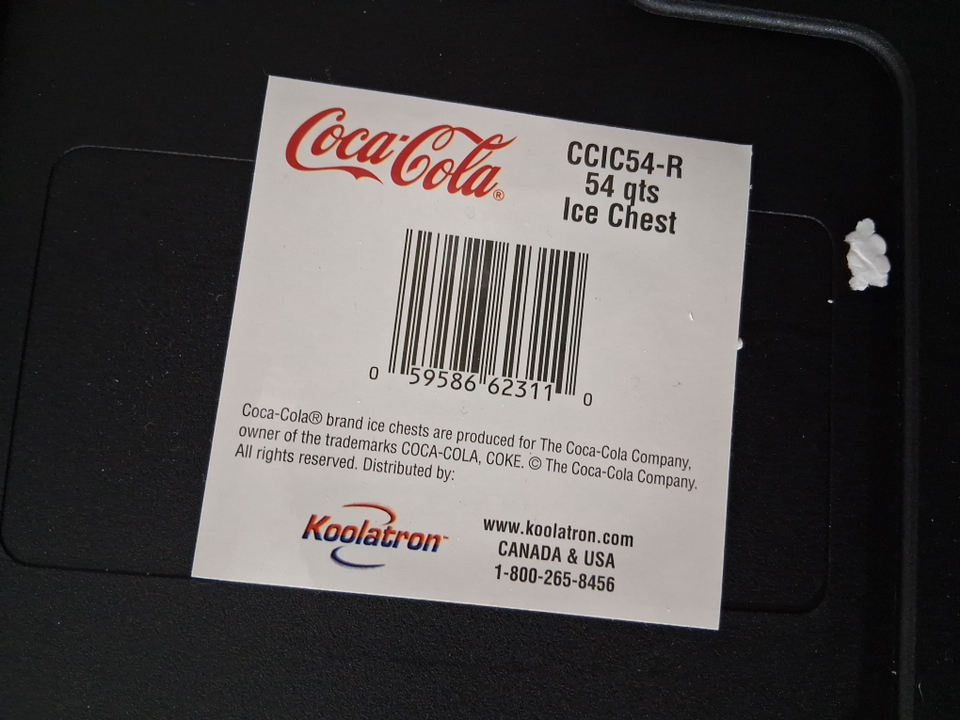 Coca-Cola®
CCIC54-R
54 qts
Ice Chest
0 59586 62311 0
Coca-Cola® brand ice chests are produced for The Coca-Cola Company,
owner of the trademarks COCA-COLA, COKE. © The Coca-Cola Company.
All rights reserved. Distributed by:
Koolatron™
www.koolatron.com
CANADA & USA
1-800-265-8456